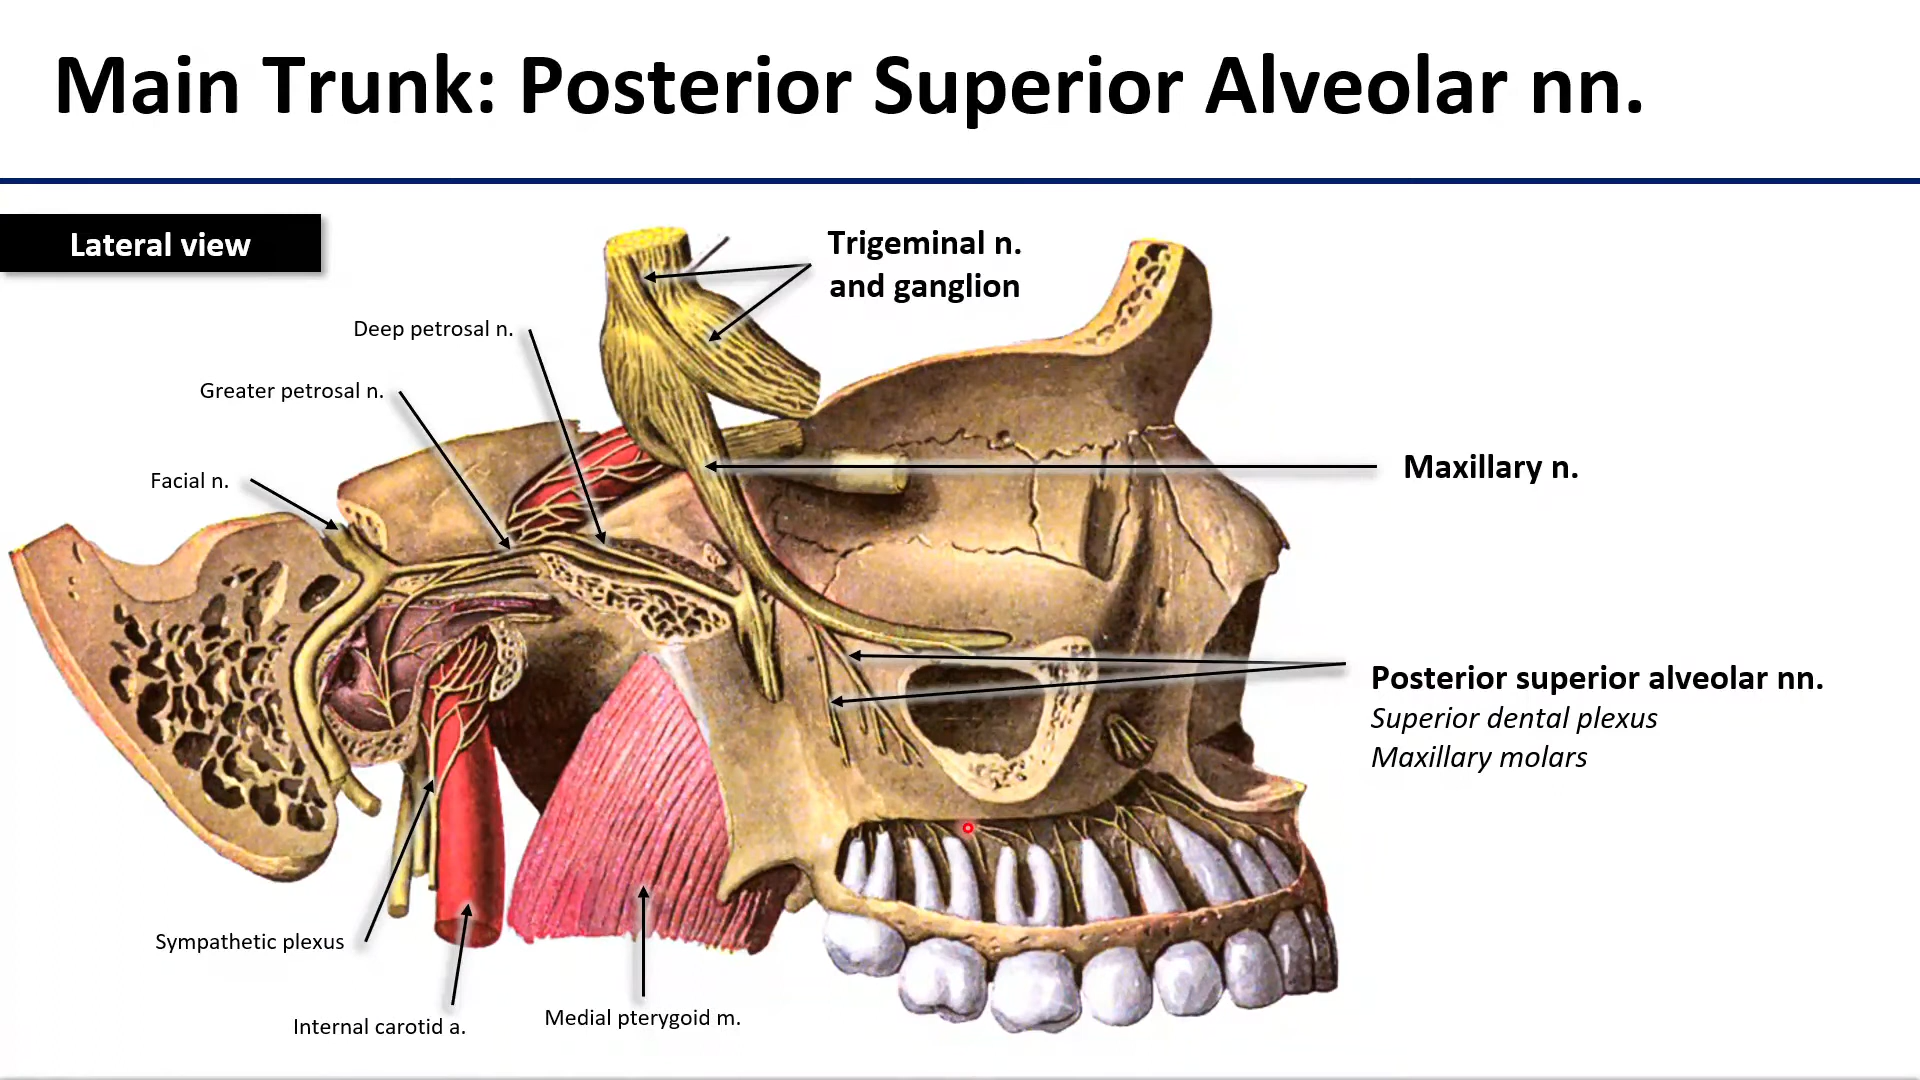 Main Trunk: Posterior Superior Alveolar nn.
Lateral view
Trigeminal n.
and ganglion
Deep petrosal n.
Greater petrosal n.
Facial n.
Maxillary n.
Posterior superior alveolar nn.
Superior dental plexus
Maxillary molars
Sympathetic plexus
Internal carotid a.
Medial pterygoid m.